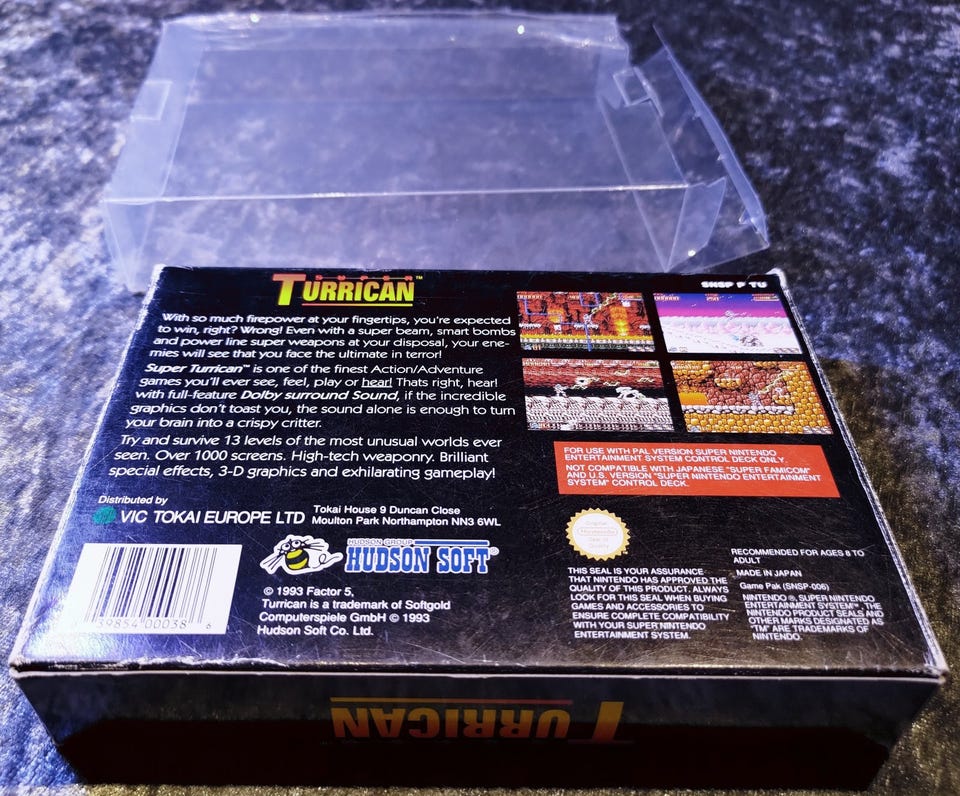 SUPER
TURRICAN™
SNSP P TU
With so much firepower at your fingertips, you're expected
to win, right? Wrong! Even with a super beam, smart bombs
and power line super weapons at your disposal, your ene-
mies will see that you face the ultimate in terror!
Super Turrican™ is one of the finest Action/Adventure
games you'll ever see, feel, play or hear! Thats right, hear!
with full-feature Dolby surround Sound, if the incredible
graphics don't toast you, the sound alone is enough to turn
your brain into a crispy critter.
Try and survive 13 levels of the most unusual worlds ever
seen. Over 1000 screens. High-tech weaponry. Brilliant
special effects, 3-D graphics and exhilarating gameplay!
FOR USE WITH PAL VERSION SUPER NINTENDO
ENTERTAINMENT SYSTEM CONTROL DECK ONLY.
NOT COMPATIBLE WITH JAPANESE "SUPER FAMICOM"
AND U.S. VERSION "SUPER NINTENDO ENTERTAINMENT
SYSTEM" CONTROL DECK.
Distributed by
VIC TOKAI EUROPE LTD
Tokai House 9 Duncan Close
Moulton Park Northampton NN3 6WL
HUDSON GROUP
HUDSON SOFT®
© 1993 Factor 5,
Turrican is a trademark of Softgold
Computerspiele GmbH © 1993
Hudson Soft Co. Ltd.
39854 00038 6
Original
Nintendo
Seal of
Quality
THIS SEAL IS YOUR ASSURANCE
THAT NINTENDO HAS APPROVED THE
QUALITY OF THIS PRODUCT. ALWAYS
LOOK FOR THIS SEAL WHEN BUYING
GAMES AND ACCESSORIES TO
ENSURE COMPLETE COMPATIBILITY
WITH YOUR SUPER NINTENDO
ENTERTAINMENT SYSTEM.
RECOMMENDED FOR AGES 8 TO
ADULT
MADE IN JAPAN
Game Pak (SNSP-006)
NINTENDO ®, SUPER NINTENDO
ENTERTAINMENT SYSTEM™, THE
NINTENDO PRODUCT SEALS AND
OTHER MARKS DESIGNATED AS
"TM" ARE TRADEMARKS OF
NINTENDO.
TURRICAN